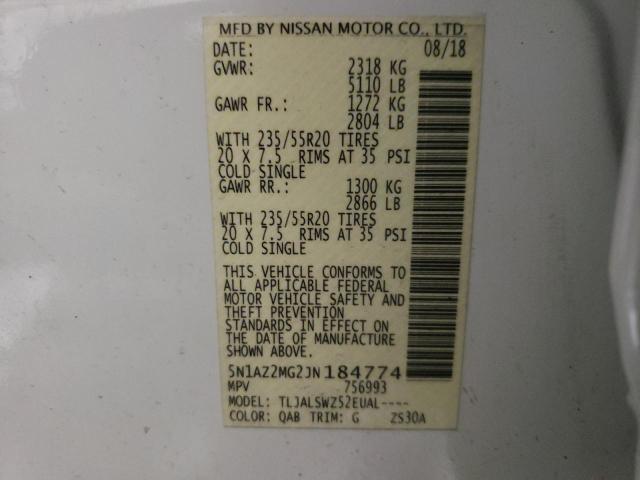 MFD BY NISSAN MOTOR CO., LTD.
DATE: 08/18
GVWR: 2318 KG
5110 LB
GAWR FR.: 1272 KG
2804 LB
WITH 235/55R20 TIRES
20 X 7.5 RIMS AT 35 PSI
COLD SINGLE
GAWR RR.: 1300 KG
2866 LB
WITH 235/55R20 TIRES
20 X 7.5 RIMS AT 35 PSI
COLD SINGLE
THIS VEHICLE CONFORMS TO
ALL APPLICABLE FEDERAL
MOTOR VEHICLE SAFETY AND
THEFT PREVENTION
STANDARDS IN EFFECT ON
THE DATE OF MANUFACTURE
SHOWN ABOVE.
5N1AZ2MG2JN184774
MPV 756993
MODEL: TLJALSWZ52EUAL----
COLOR: QAB TRIM: G ZS30A